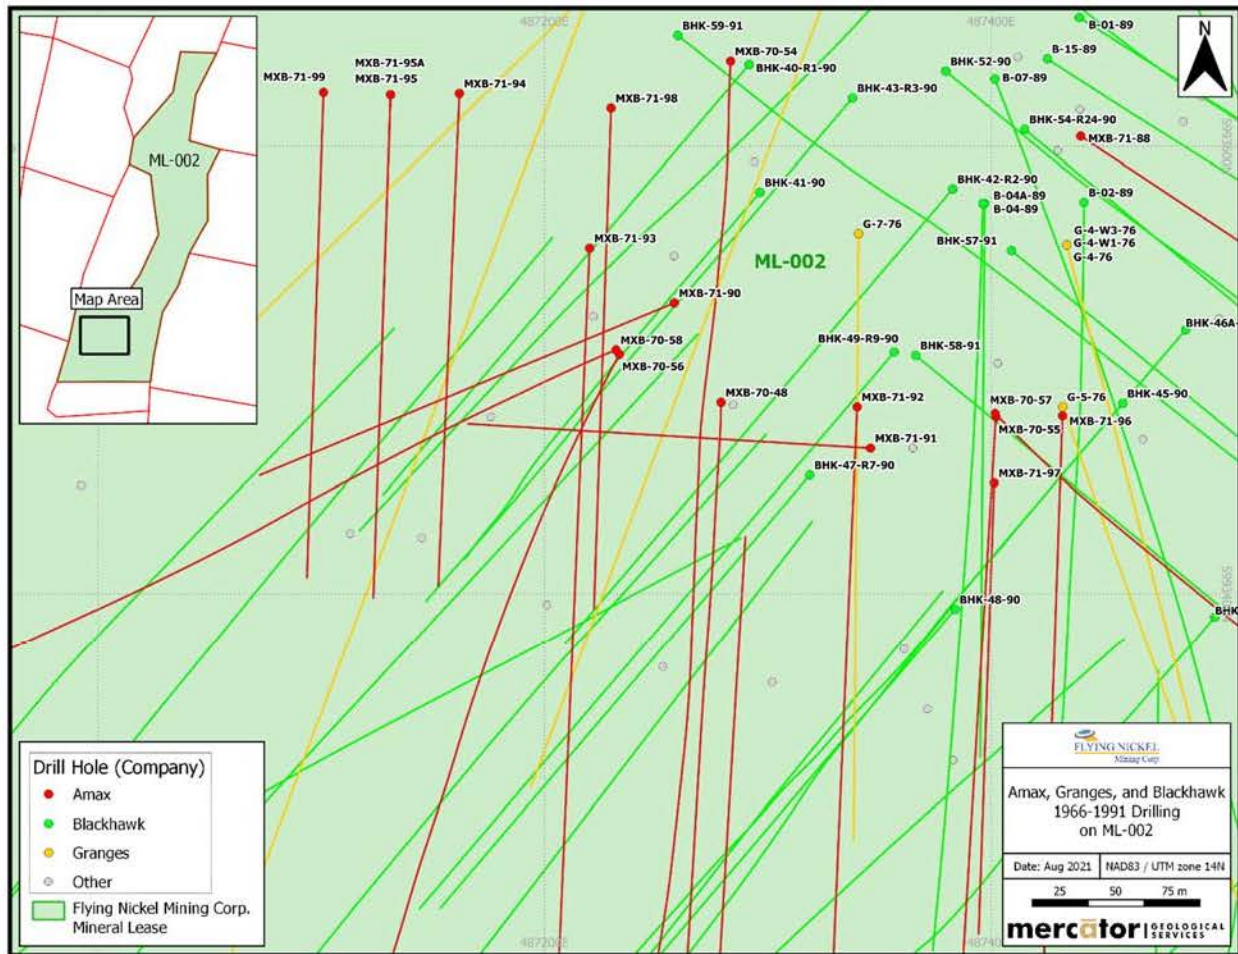 487200E
487400E
B-01-89
BHK-59-91
MXB-70-54
BHK-40-R1-90
BHK-52-90
B-15-89
B-07-89
N
MXB-71-99
MXB-71-95A
MXB-71-95
MXB-71-94
MXB-71-98
BHK-43-R3-90
BHK-54-R24-90
MXB-71-88
ML-002
BHK-41-90
BHK-42-R2-90
B-04A-89
B-04-89
B-02-89
MXB-71-93
G-7-76
BHK-57-91
G-4-W3-76
G-4-W1-76
G-4-76
ML-002
Map Area
MXB-71-90
BHK-46A-
MXB-70-58
MXB-70-56
BHK-49-R9-90
BHK-58-91
MXB-70-48
MXB-71-92
MXB-70-57
MXB-70-55
G-5-76
MXB-71-96
BHK-45-90
MXB-71-91
BHK-47-R7-90
MXB-71-97
BHK-48-90
BHK
Drill Hole (Company)
Amax
Blackhawk
Granges
Other
Flying Nickel Mining Corp.
Mineral Lease
FLYING NICKEL
Mining Corp
Amax, Granges, and Blackhawk
1966-1991 Drilling
on ML-002
Date: Aug 2021 NAD83 / UTM zone 14N
25 50 75 m
mercător GEOLOGICAL
SERVICES
487200E